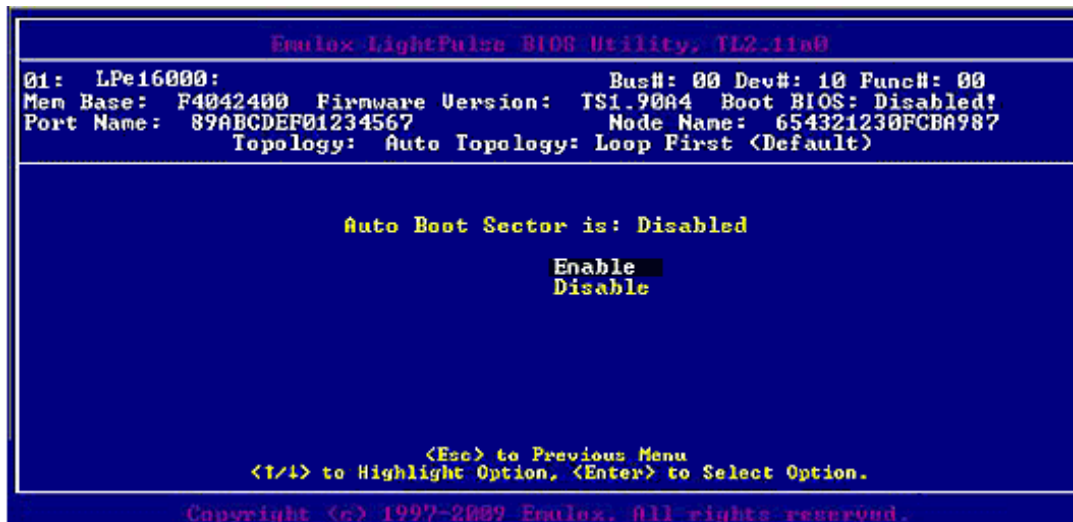 Emulex LightPulse BIOS Utility, TL2.11a0
01: LPe16000: Bus#: 00 Dev#: 10 Func#: 00
Mem Base: F4042400 Firmware Version: TS1.90A4 Boot BIOS: Disabled!
Port Name: 89ABCDEF01234567 Node Name: 654321230FCBA987
Topology: Auto Topology: Loop First <Default>
Auto Boot Sector is: Disabled
Enable
Disable
<Esc> to Previous Menu
<↑/↓> to Highlight Option, <Enter> to Select Option.
Copyright (c) 1997-2009 Emulex. All rights reserved.